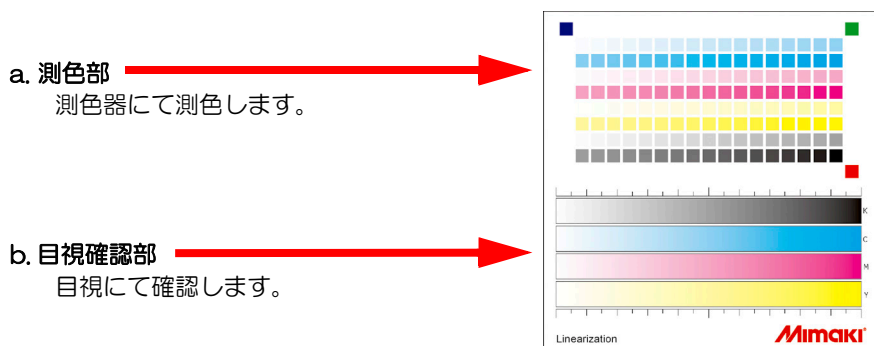 a. 測色部
測色器にて測色します。
b. 目視確認部
目視にて確認します。
K
C
M
Y
Linearization
Mimaki